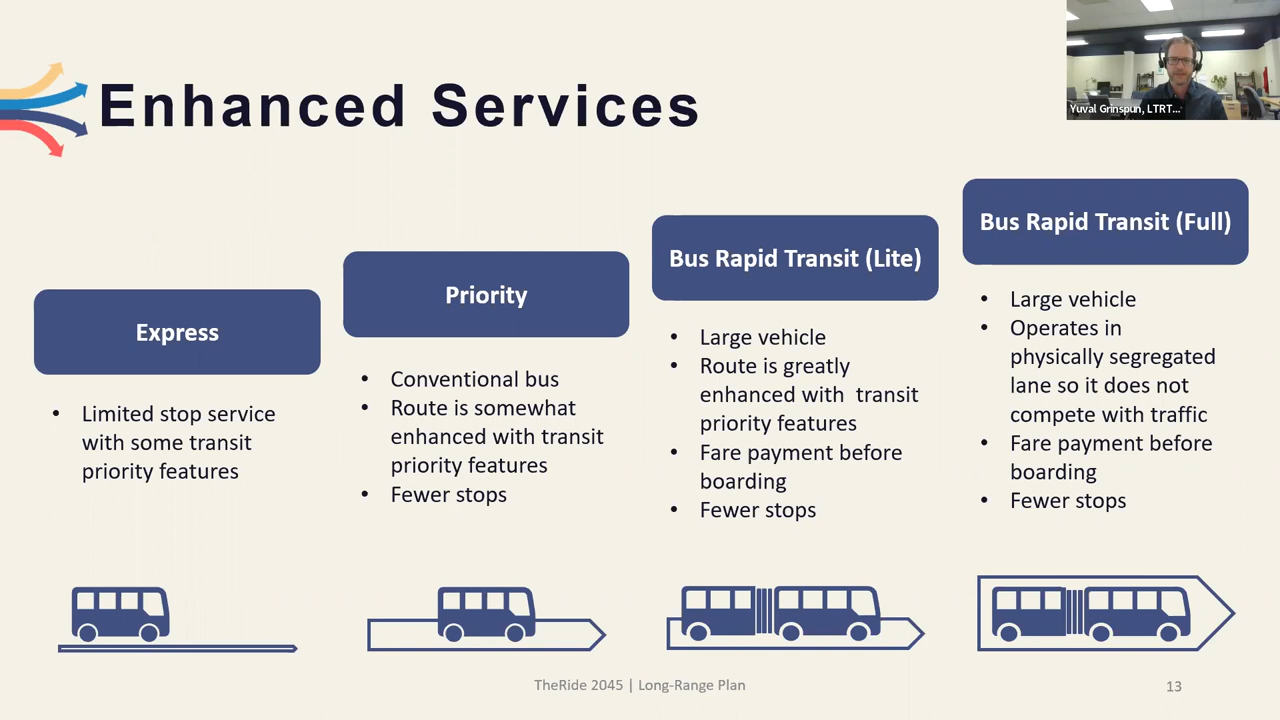 Enhanced Services
Yuval Grinspun, LTRT...
Express
• Limited stop service
with some transit
priority features
Priority
• Conventional bus
• Route is somewhat
enhanced with transit
priority features
• Fewer stops
Bus Rapid Transit (Lite)
• Large vehicle
• Route is greatly
enhanced with transit
priority features
• Fare payment before
boarding
• Fewer stops
Bus Rapid Transit (Full)
• Large vehicle
• Operates in
physically segregated
lane so it does not
compete with traffic
• Fare payment before
boarding
• Fewer stops
TheRide 2045 | Long-Range Plan
13